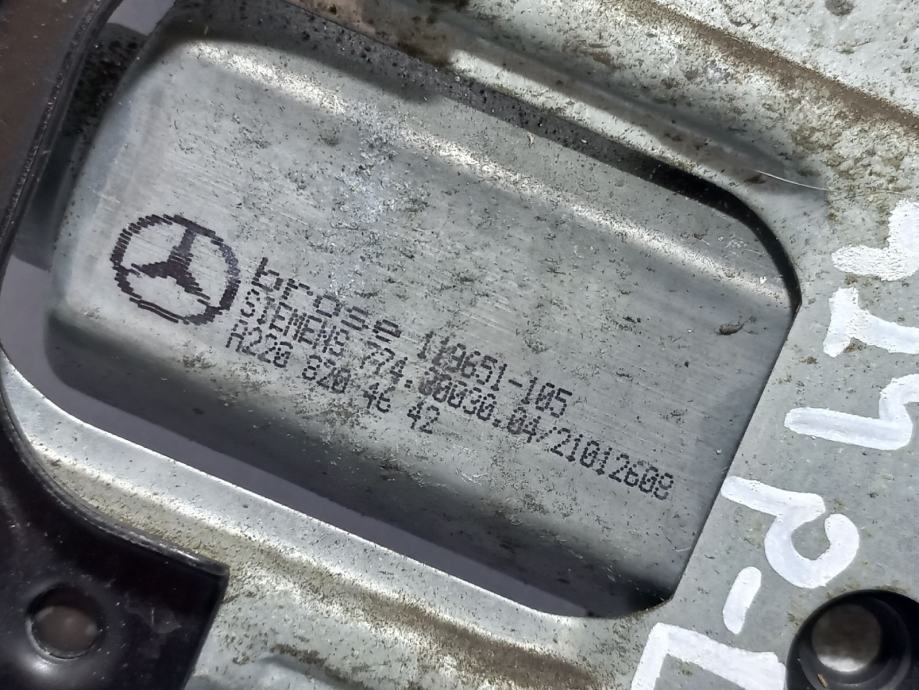 brose 119651-105
SIEMENS 774.00030.04/21012608
A220 820 46 42